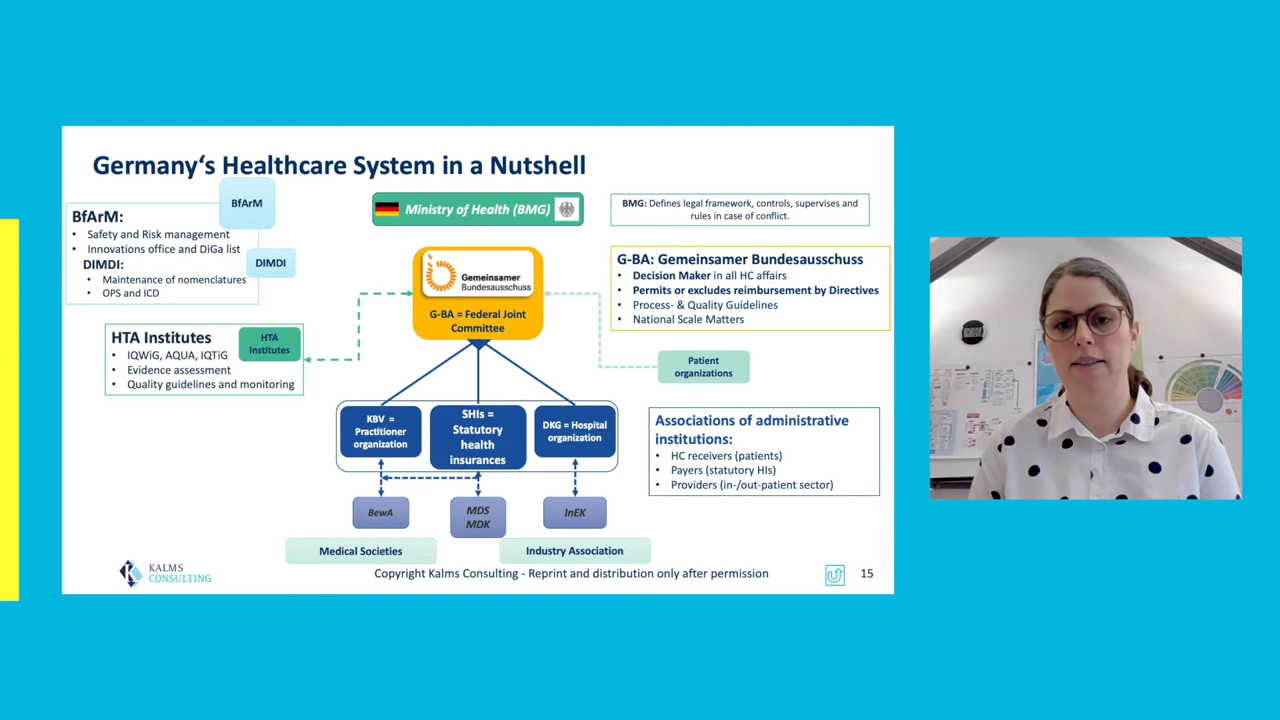 Germany‘s Healthcare System in a Nutshell
BfArM
BfArM:
• Safety and Risk management
• Innovations office and DiGa list
DIMDI:
• Maintenance of nomenclatures
• OPS and ICD
DIMDI
Ministry of Health (BMG)
BMG: Defines legal framework, controls, supervises and
rules in case of conflict.
Gemeinsamer
Bundesausschuss
G-BA = Federal Joint
Committee
G-BA: Gemeinsamer Bundesausschuss
• Decision Maker in all HC affairs
• Permits or excludes reimbursement by Directives
• Process- & Quality Guidelines
• National Scale Matters
HTA Institutes
• IQWiG, AQUA, IQTiG
• Evidence assessment
• Quality guidelines and monitoring
HTA
Institutes
Patient
organizations
KBV =
Practitioner
organization
SHIs =
Statutory
health
insurances
DKG = Hospital
organization
Associations of administrative
institutions:
• HC receivers (patients)
• Payers (statutory HIs)
• Providers (in-/out-patient sector)
BewA
MDS
MDK
InEK
Medical Societies
Industry Association
KALMS
CONSULTING
Copyright Kalms Consulting - Reprint and distribution only after permission
15